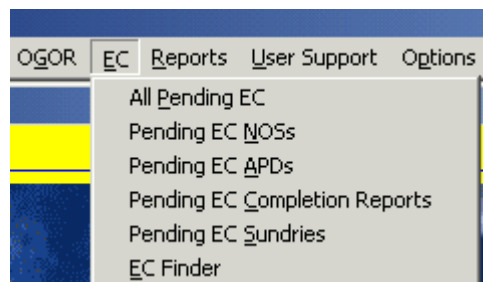 OGOR EC Reports User Support Options
All Pending EC
Pending EC NOSs
Pending EC APDs
Pending EC Completion Reports
Pending EC Sundries
EC Finder